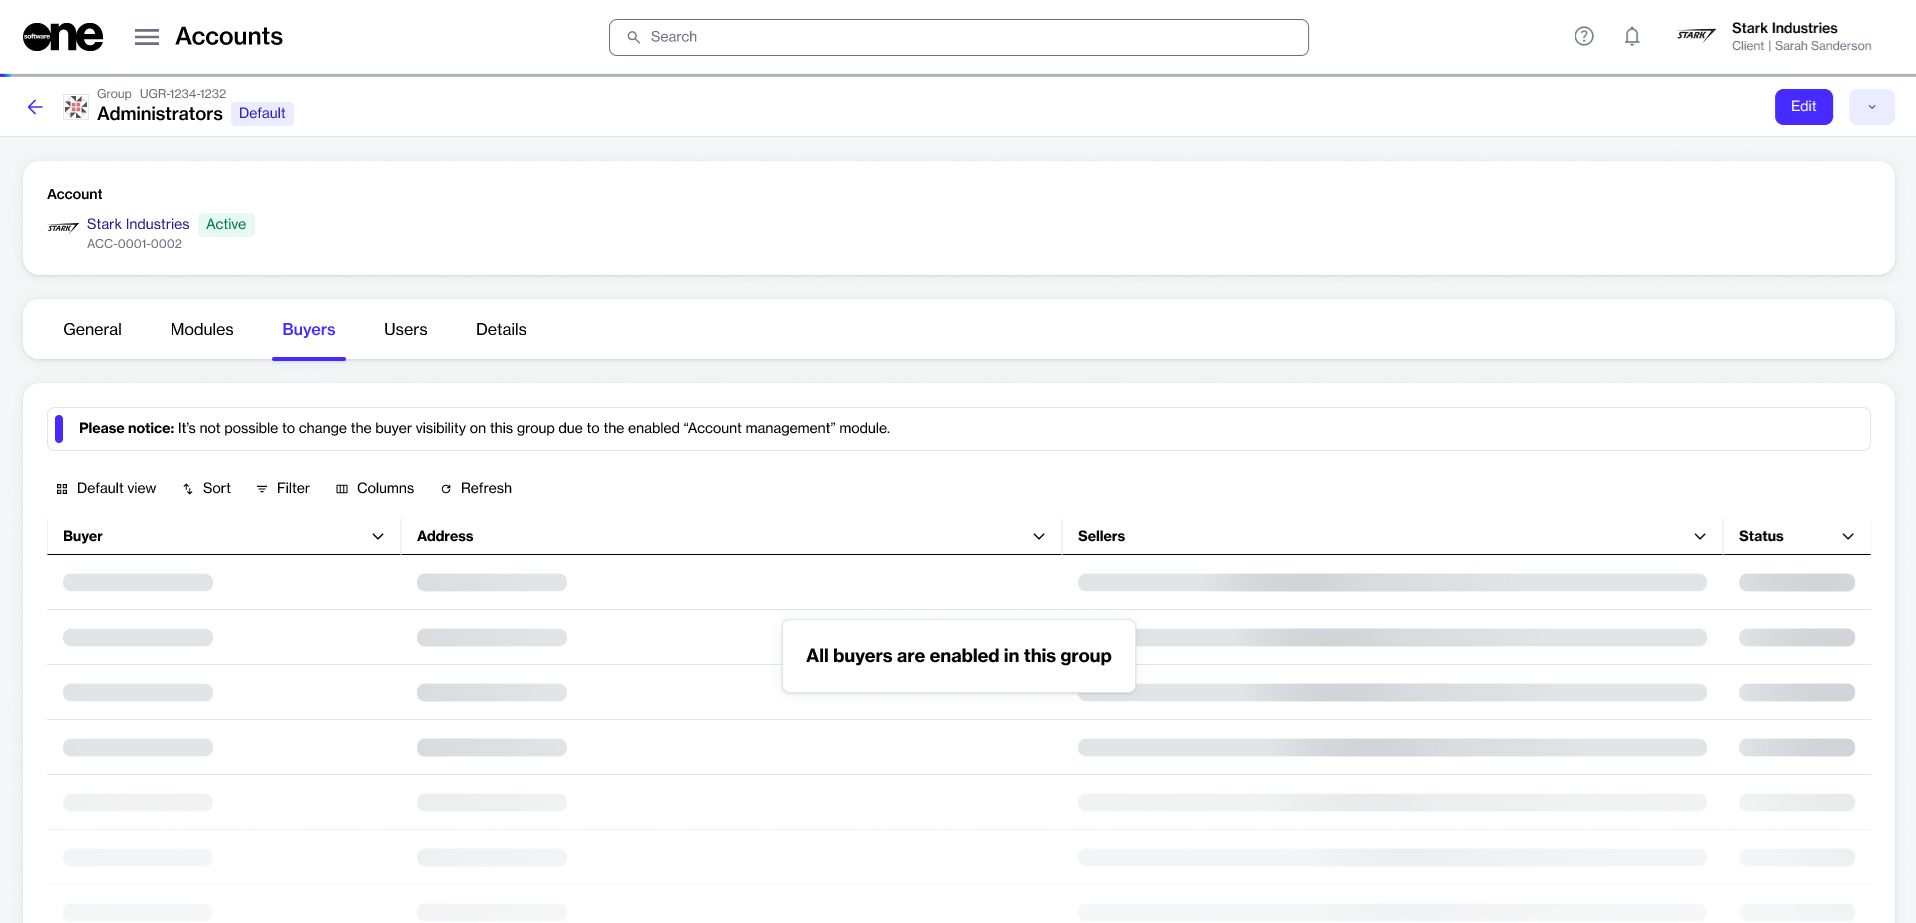 software one
Accounts
Search
STARK
Stark Industries
Client | Sarah Sanderson
Group UGR-1234-1232
Administrators Default
Edit
Account
STARK
Stark Industries Active
ACC-0001-0002
General Modules Buyers Users Details
Please notice: It’s not possible to change the buyer visibility on this group due to the enabled “Account management” module.
Default view Sort Filter Columns Refresh
Buyer Address Sellers Status
All buyers are enabled in this group